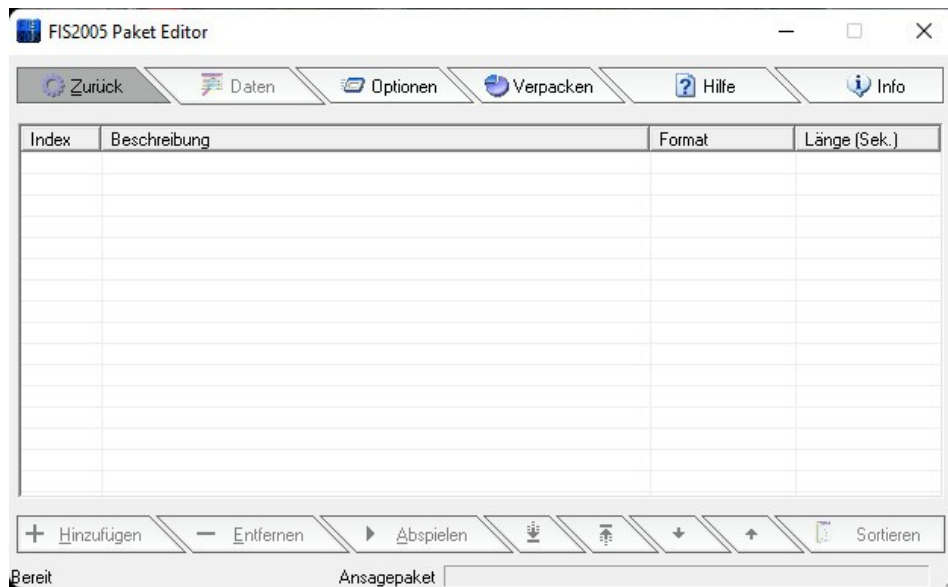 FIS2005 Paket Editor
Zurück Daten Optionen Verpacken Hilfe Info
Index Beschreibung Format Länge (Sek.)
Hinzufügen Entfernen Abspielen Sortieren
Bereit Ansagepaket